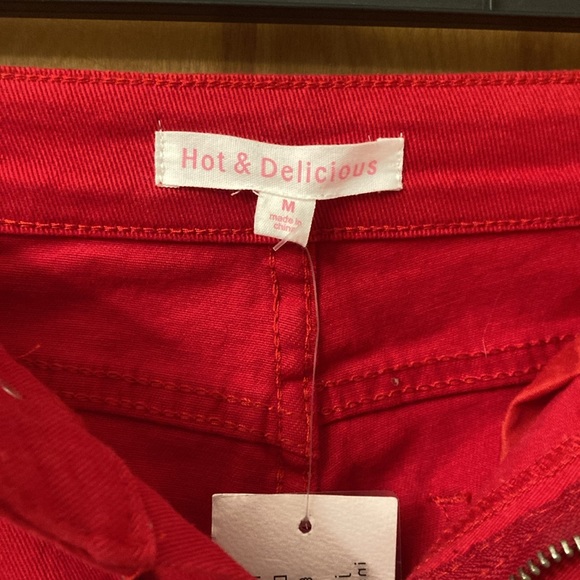 Hot & Delicious
M
made in
china